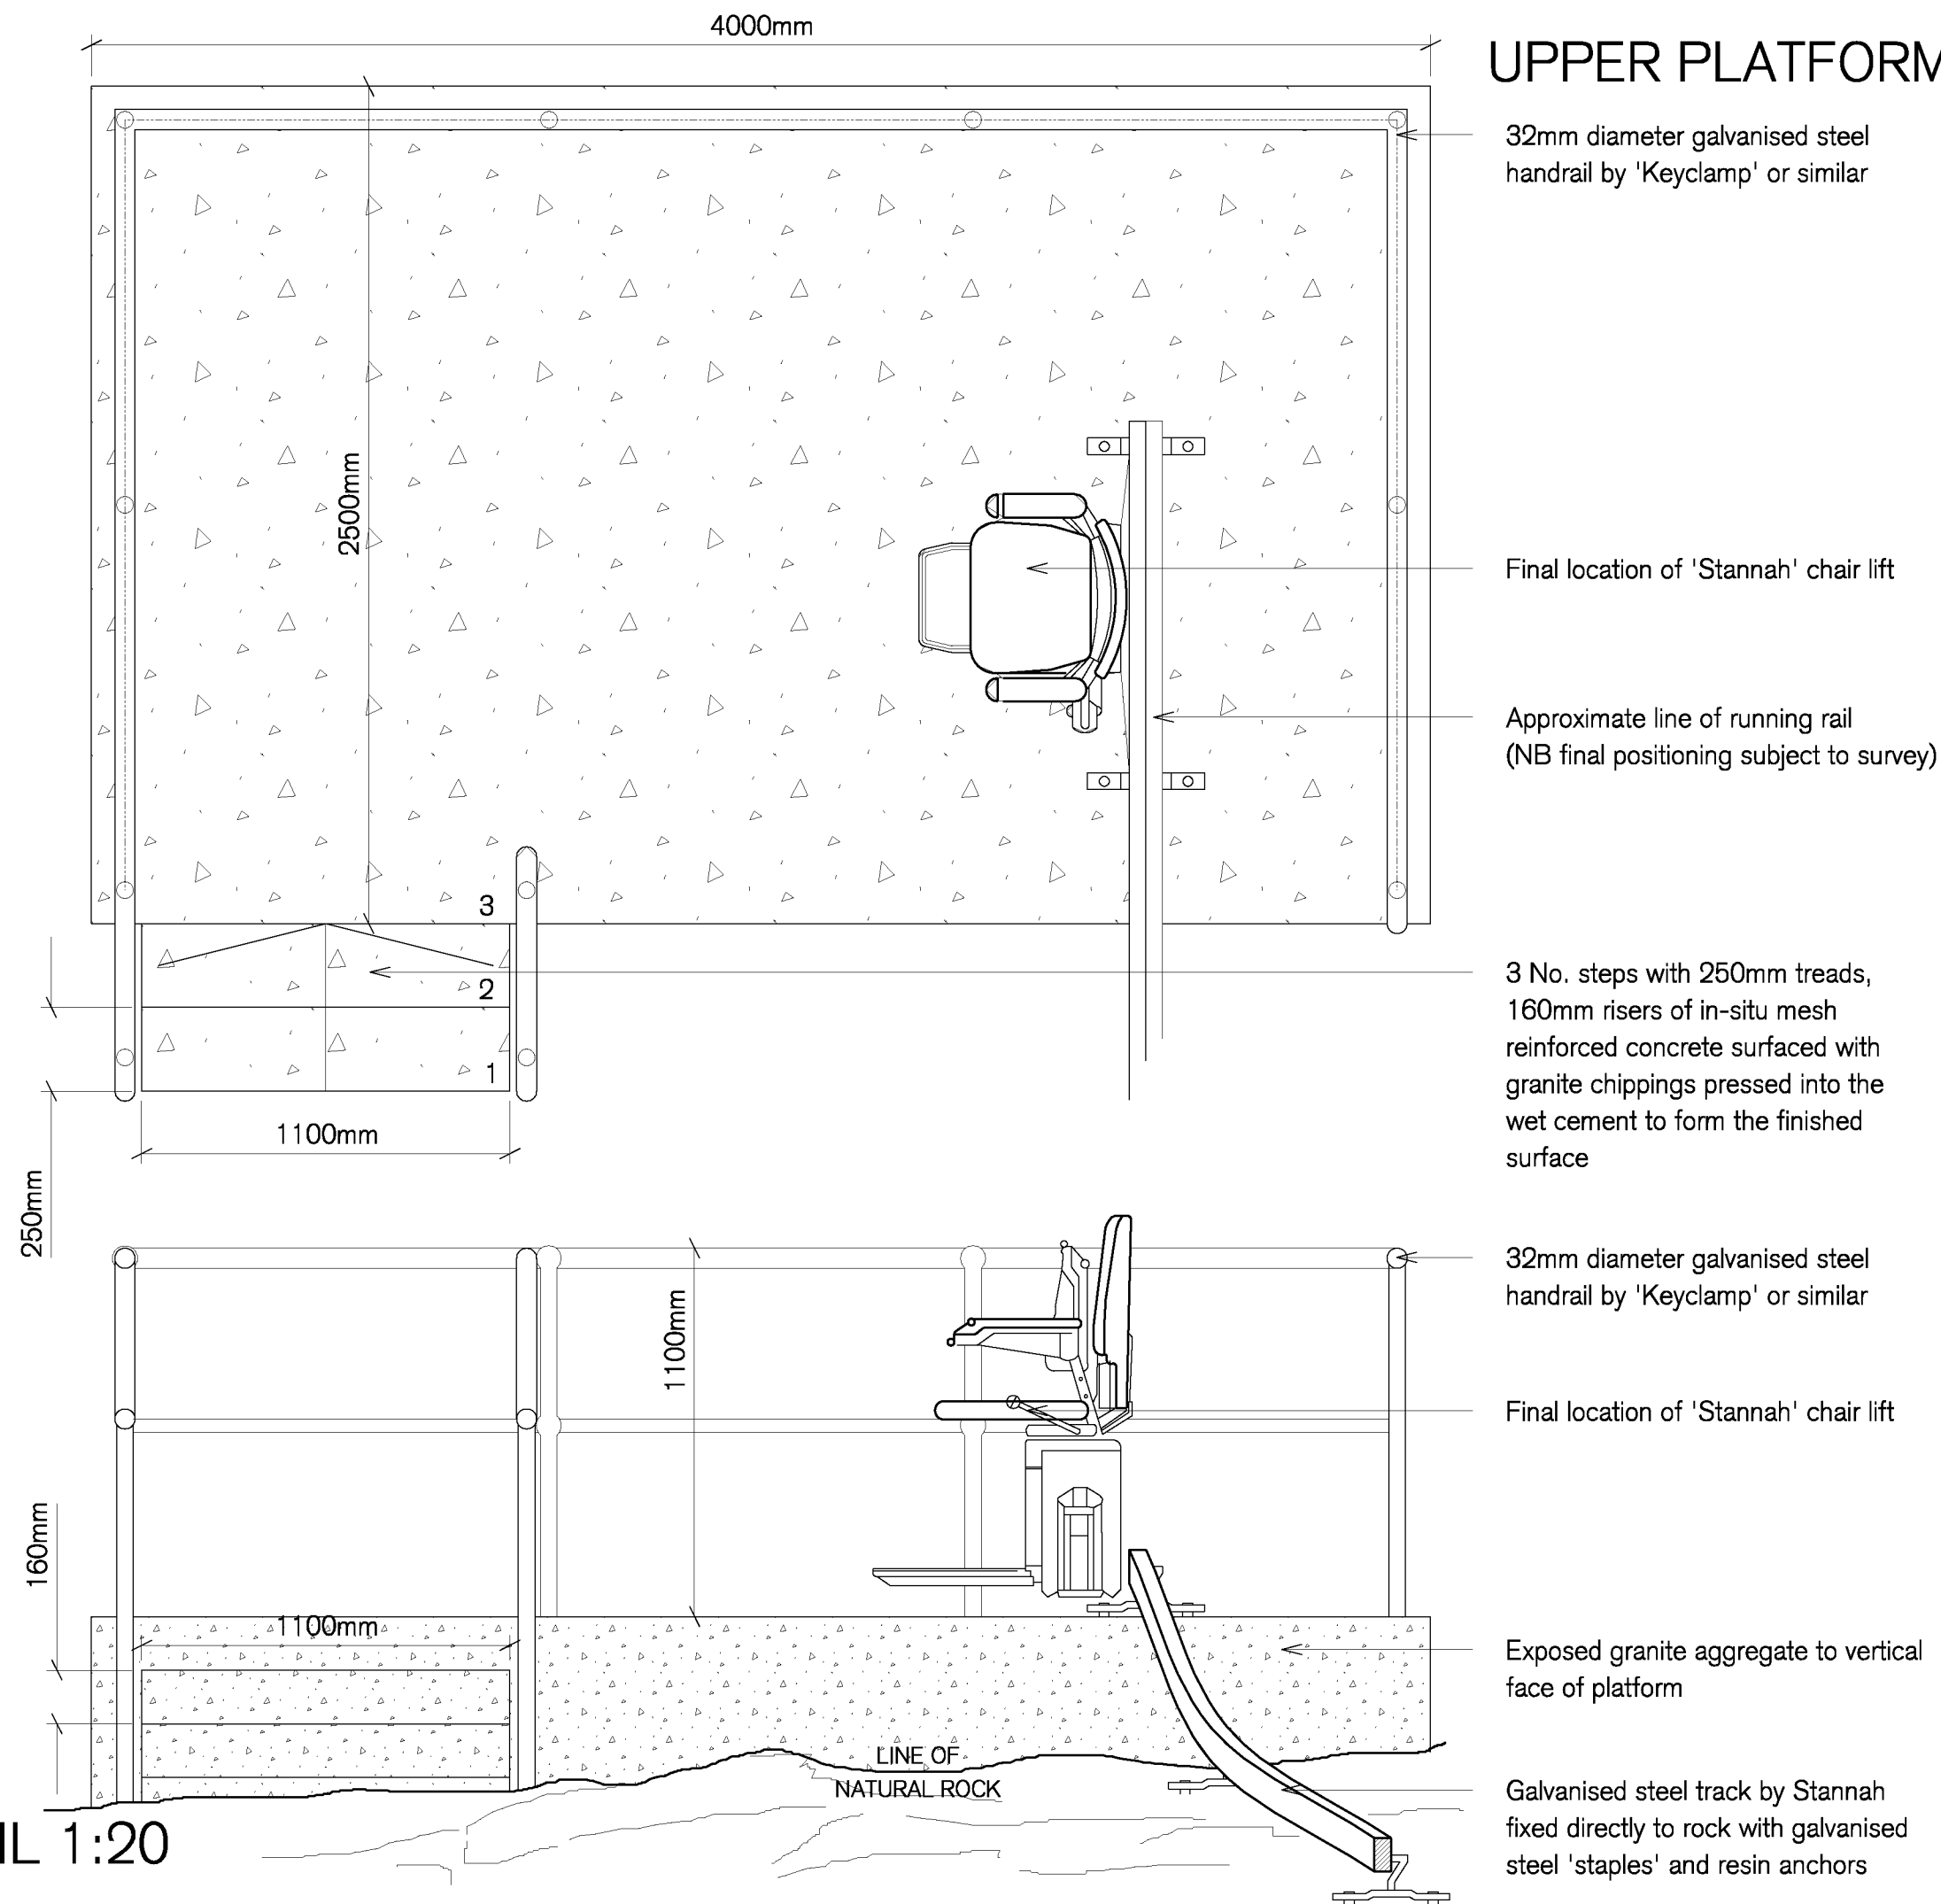 4000mm
UPPER PLATFORM
32mm diameter galvanised steel
handrail by 'Keyclamp' or similar
2500mm
Final location of 'Stannah' chair lift
Approximate line of running rail
(NB final positioning subject to survey)
3
2
1
3 No. steps with 250mm treads,
160mm risers of in-situ mesh
reinforced concrete surfaced with
granite chippings pressed into the
wet cement to form the finished
surface
1100mm
250mm
32mm diameter galvanised steel
handrail by 'Keyclamp' or similar
1100mm
Final location of 'Stannah' chair lift
160mm
1100mm
Exposed granite aggregate to vertical
face of platform
LINE OF
NATURAL ROCK
Galvanised steel track by Stannah
fixed directly to rock with galvanised
steel 'staples' and resin anchors
IL 1:20